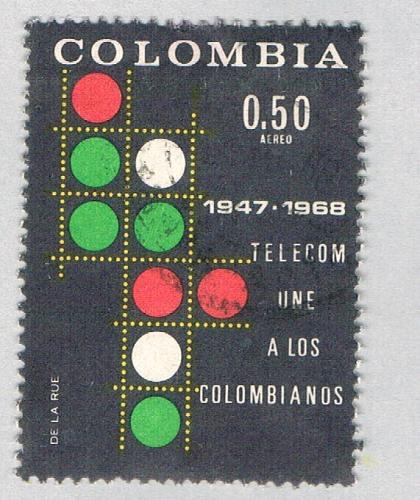 COLOMBIA
0.50
AEREO
1947·1968
TELECOM
UNE
A LOS
COLOMBIANOS
DE LA RUE